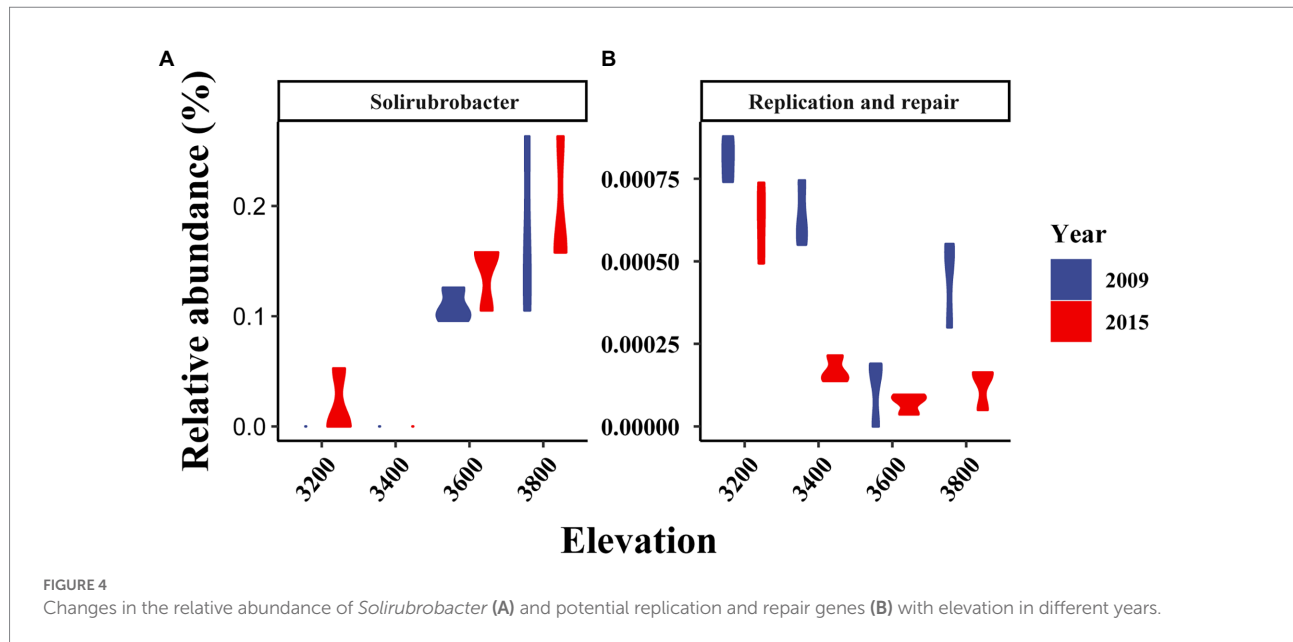 A
B
Relative abundance (%)
Solirubrobacter
Replication and repair
0.2
0.1
0.0
0.00075
0.00050
0.00025
0.00000
3200
3400
3600
3800
3200
3400
3600
3800
Elevation
Year
2009
2015
FIGURE 4
Changes in the relative abundance of Solirubrobacter (A) and potential replication and repair genes (B) with elevation in different years.